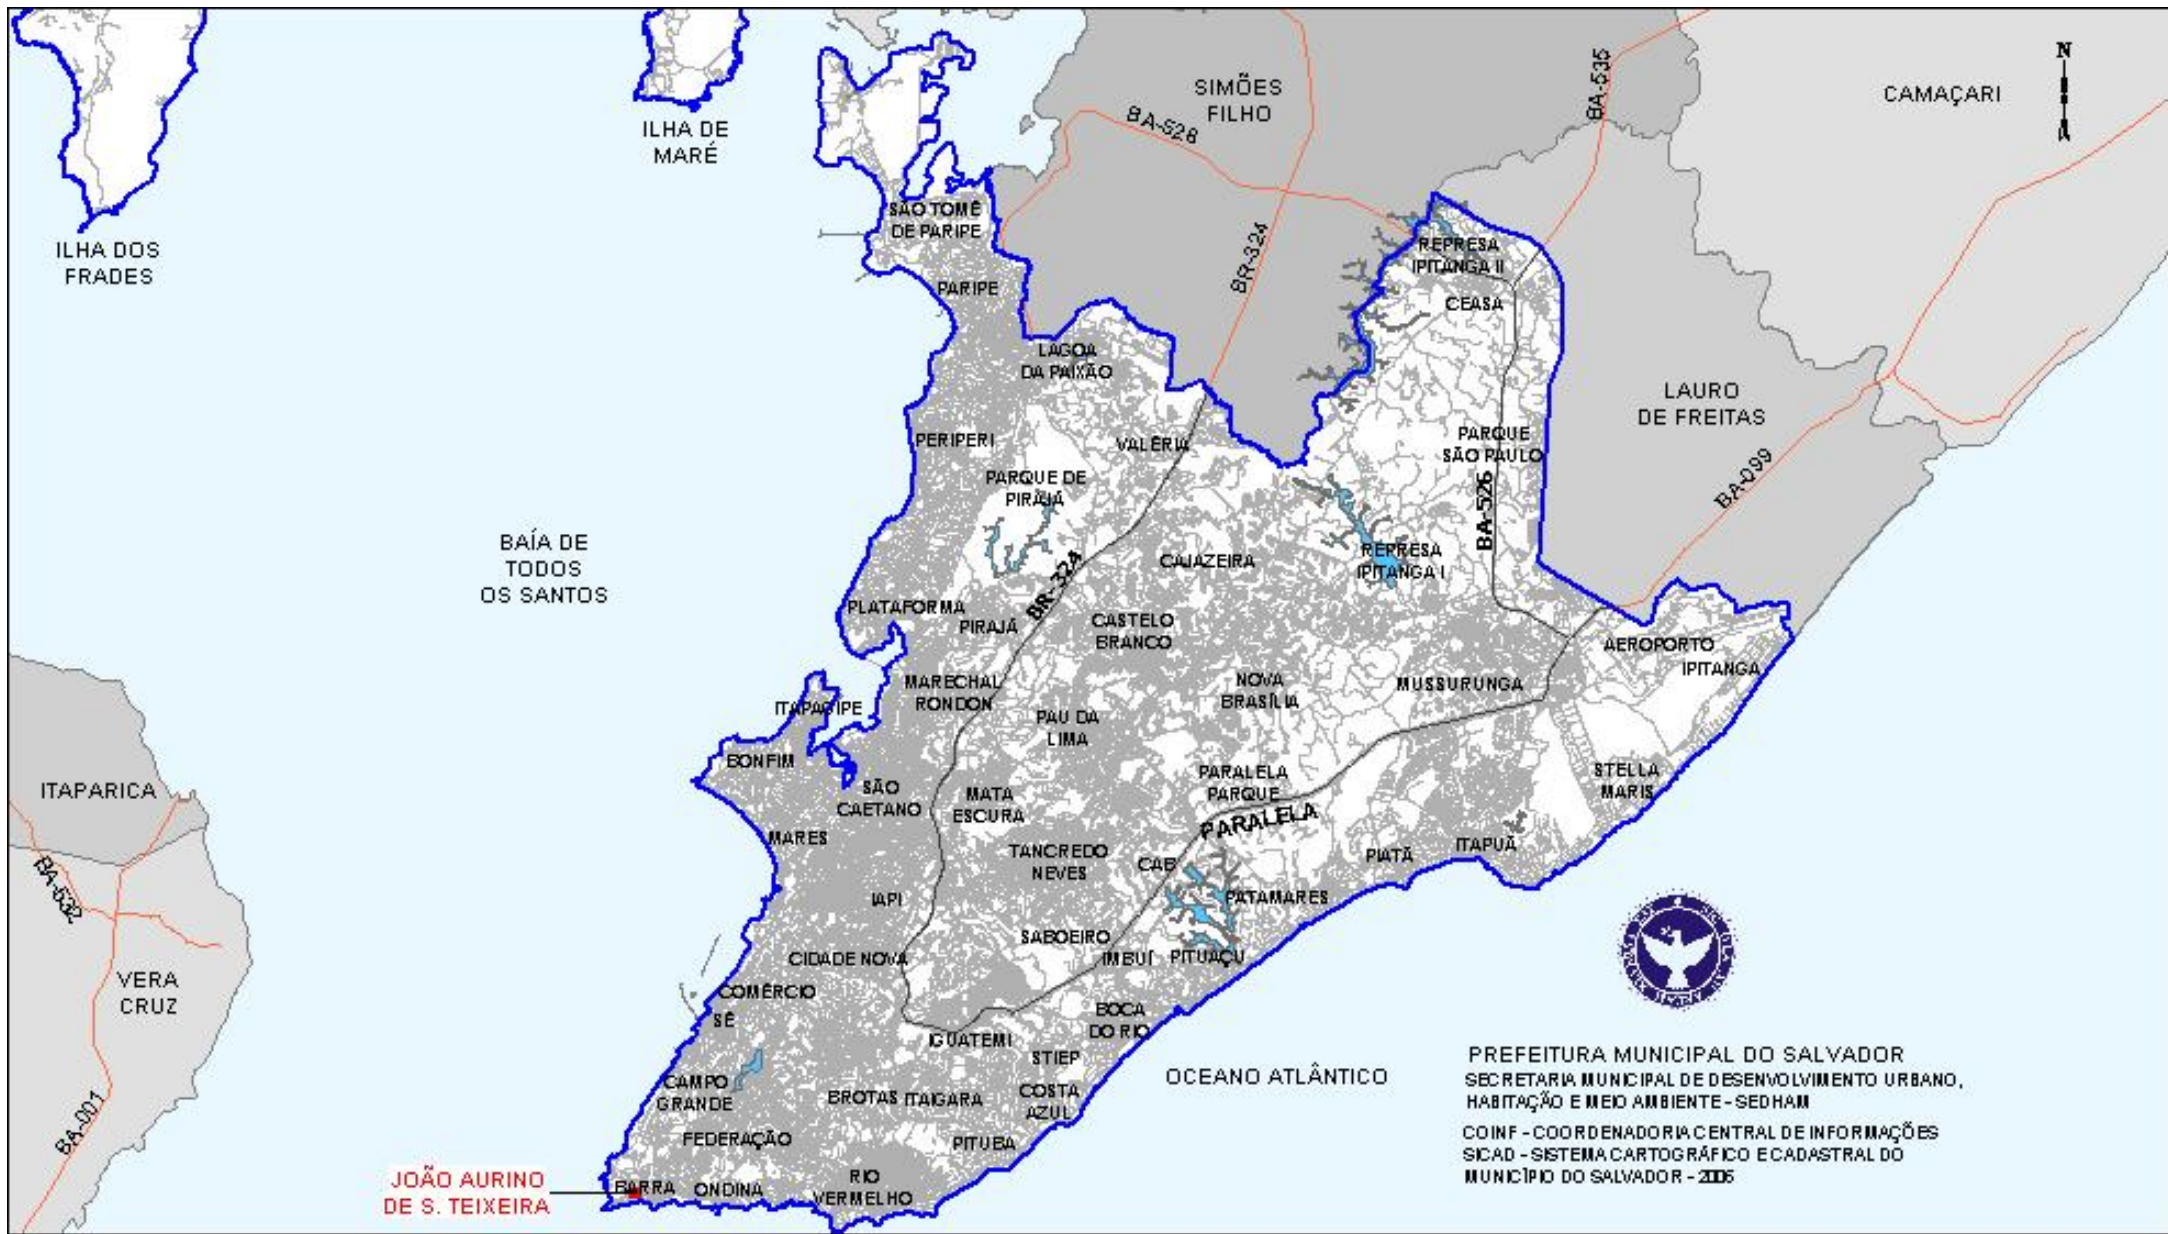 SIMÕES
FILHO
CAMAÇARI
N
BA-535
BA-528
ILHA DE
MARÉ
ILHA DOS
FRADES
SÃO TOMÉ
DE PARIPE
BR-324
REPRESA
IPITANGA II
PARIPE
CEASA
LAGOA
DA PAIXÃO
LAURO
DE FREITAS
PERIPERI
VALÉRIA
PARQUE
SÃO PAULO
PARQUE DE
PIRAJÁ
BA-099
BA-526
BAÍA DE
TODOS
OS SANTOS
CAJAZEIRA
REPRESA
IPITANGA I
BR-324
PLATAFORMA
PIRAJÁ
CASTELO
BRANCO
AEROPORTO
IPITANGA
MARECHAL
RONDON
NOVA
BRASÍLIA
MUSSURUNGA
ITAPAGIPE
PAU DA
LIMA
BONFIM
PARALELA
PARQUE
STELLA
MARIS
ITAPARICA
SÃO
CAETANO
MATA
ESCURA
PARALELA
MARES
ITAPUÃ
TANCREDO
NEVES
CAB
PIATÃ
BA-532
IAPI
PATAMARES
SABOEIRO
CIDADE NOVA
IMBUÍ
PITUAÇU
VERA
CRUZ
COMÉRCIO
SÉ
BOCA
DO RIO
IGUATEMI
STIEP
OCEANO ATLÂNTICO
PREFEITURA MUNICIPAL DO SALVADOR
SECRETARIA MUNICIPAL DE DESENVOLVIMENTO URBANO,
HABITAÇÃO E MEIO AMBIENTE - SEDHAM
COINF - COORDENADORIA CENTRAL DE INFORMAÇÕES
SICAD - SISTEMA CARTOGRÁFICO E CADASTRAL DO
MUNICÍPIO DO SALVADOR - 2006
CAMPO
GRANDE
BROTAS
ITAIGARA
COSTA
AZUL
BA-001
FEDERAÇÃO
PITUBA
JOÃO AURINO
DE S. TEIXEIRA
BARRA
ONDINA
RIO
VERMELHO